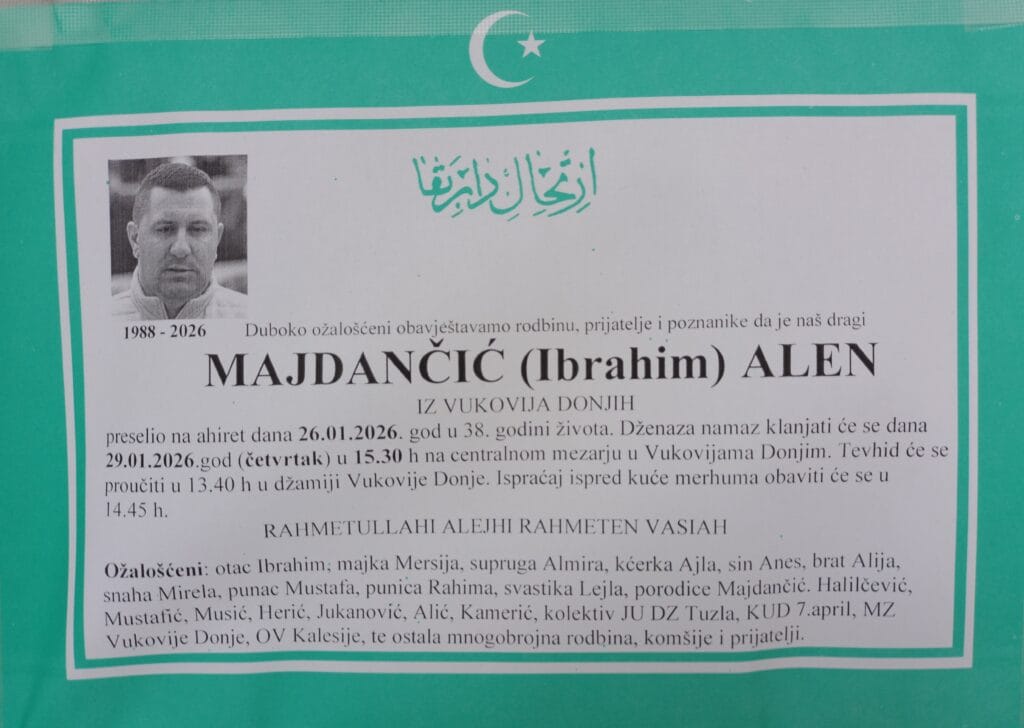 ارتحال دار بقا
1988 - 2026
Duboko ožalošćeni obavještavamo rodbinu, prijatelje i poznanike da je naš dragi
MAJDANČIĆ (Ibrahim) ALEN
IZ VUKOVIJA DONJIH
preselio na ahiret dana 26.01.2026. god u 38. godini života. Dženaza namaz klanjati će se dana
29.01.2026.god (četvrtak) u 15.30 h na centralnom mezarju u Vukovijama Donjim. Tevhid će se
proučiti u 13.40 h u džamiji Vukovije Donje. Ispraćaj ispred kuće merhuma obaviti će se u
14.45 h.
RAHMETULLAHI ALEJHI RAHMETEN VASIAH
Ožalošćeni: otac Ibrahim; majka Mersija, supruga Almira, kćerka Ajla, sin Anes, brat Alija,
snaha Mirela, punac Mustafa, punica Rahima, svastika Lejla, porodice Majdančić. Halilčević,
Mustafić, Musić, Herić, Jukanović, Alić, Kamerić, kolektiv JU DZ Tuzla, KUD 7.april, MZ
Vukovije Donje, OV Kalesije, te ostala mnogobrojna rodbina, komšije i prijatelji.